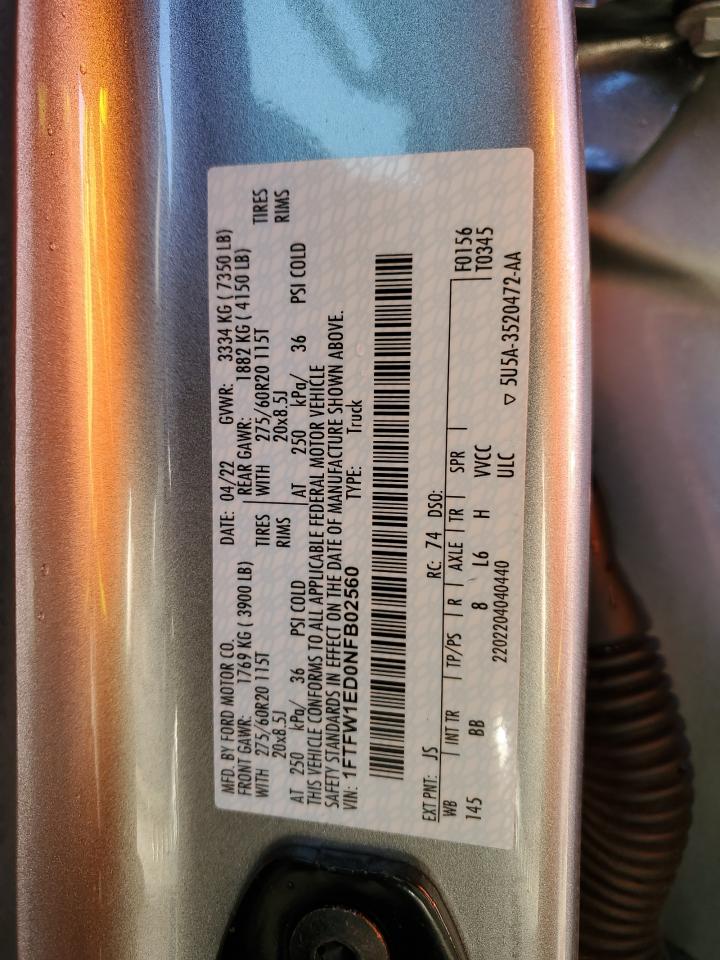 MFD. BY FORD MOTOR CO. DATE: 04/22 GVWR: 3334 KG ( 7350 LB)
FRONT GAWR: 1769 KG ( 3900 LB) REAR GAWR: 1882 KG ( 4150 LB)
WITH 275/60R20 115T TIRES WITH 275/60R20 115T TIRES
20x8.5J RIMS 20x8.5J RIMS
AT 250 kPa/ 36 PSI COLD AT 250 kPa/ 36 PSI COLD
THIS VEHICLE CONFORMS TO ALL APPLICABLE FEDERAL MOTOR VEHICLE
SAFETY STANDARDS IN EFFECT ON THE DATE OF MANUFACTURE SHOWN ABOVE.
VIN: 1FTFW1ED0NFB02560 TYPE: Truck
EXT PNT: JS RC: 74 DSO:
WB INT TR TP/PS R AXLE TR SPR F0156
145 BB 8 L6 H VVCC T0345
2202204040440 ULC ▽ 5U5A-3520472-AA